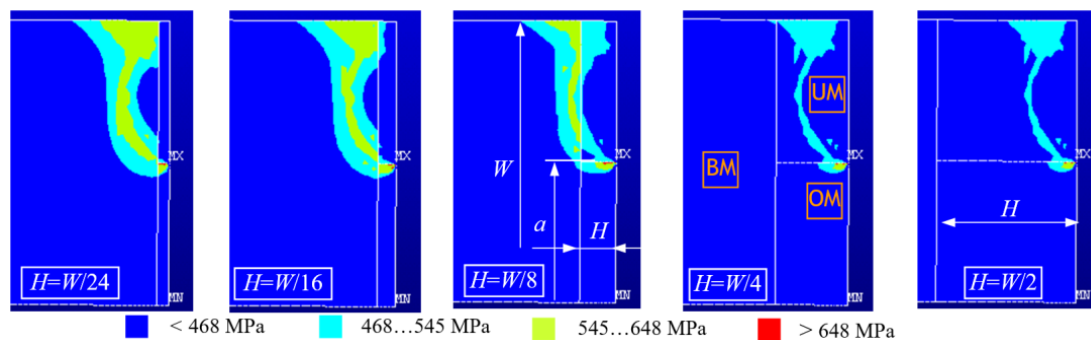 MX
MN
H=W/24
MX
MN
H=W/16
W
a
H
MX
MN
H=W/8
UM
BM
OM
MX
MN
H=W/4
MX
H
MN
H=W/2
< 468 MPa
468...545 MPa
545...648 MPa
> 648 MPa